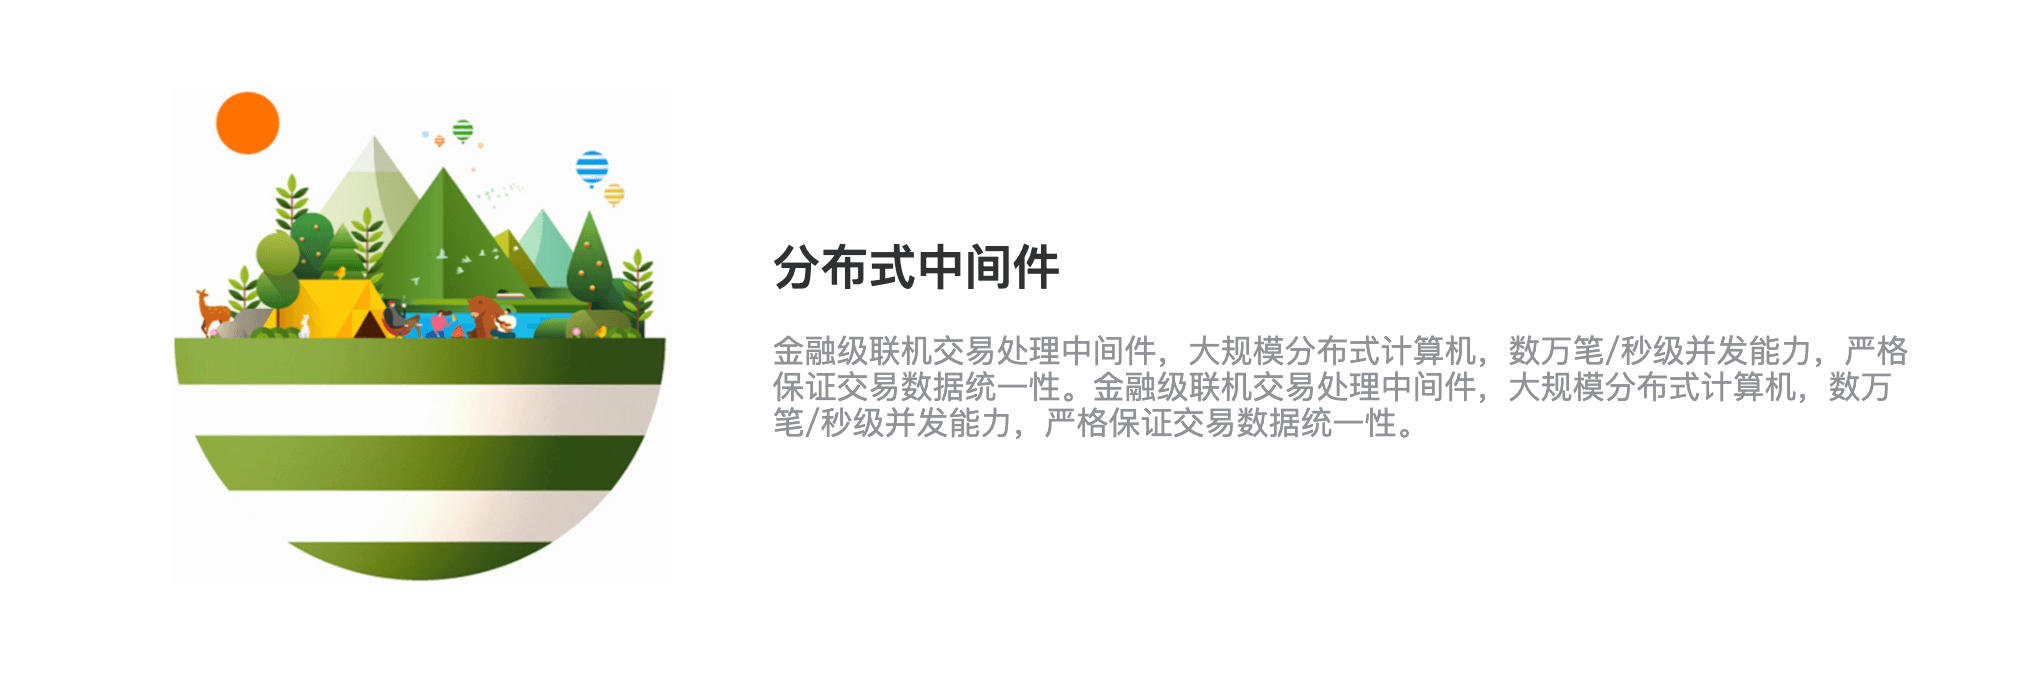 分布式中间件
金融级联机交易处理中间件，大规模分布式计算机，数万笔/秒级并发能力，严格
保证交易数据统一性。金融级联机交易处理中间件，大规模分布式计算机，数万
笔/秒级并发能力，严格保证交易数据统一性。